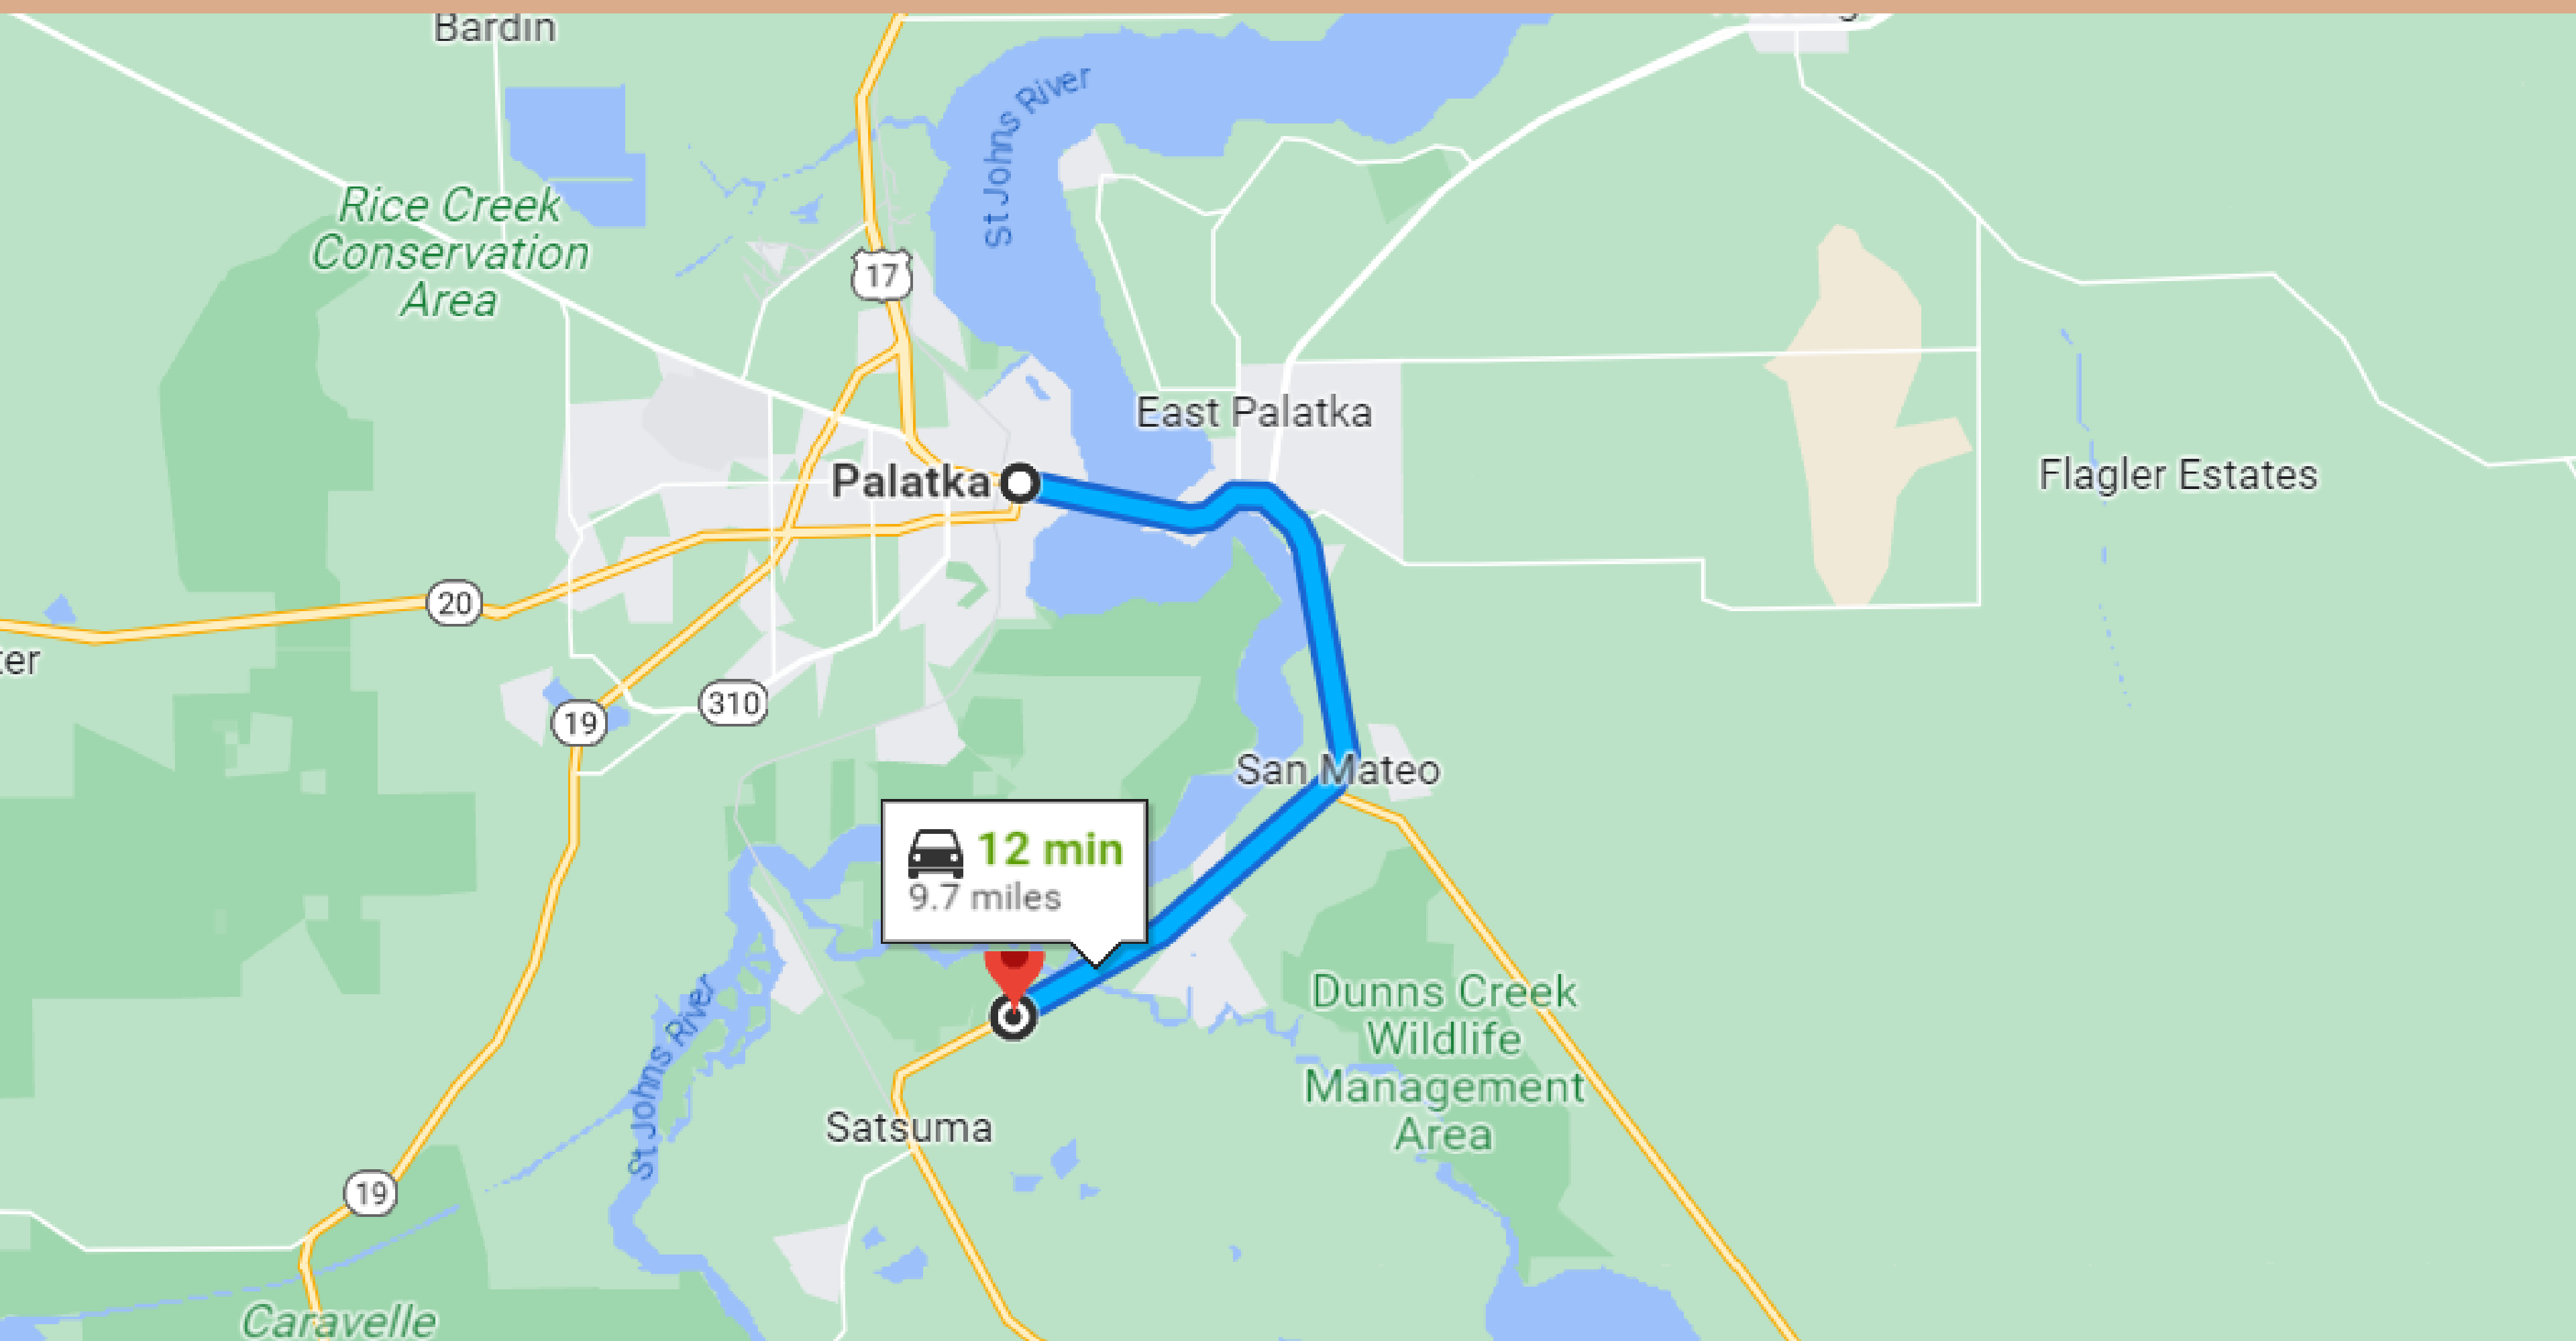 Bardin
St Johns River
Rice Creek
Conservation
Area
17
East Palatka
Palatka
Flagler Estates
20
19
310
San Mateo
12 min
9.7 miles
Dunns Creek
Wildlife
Management
Area
St Johns River
Satsuma
19
Caravelle